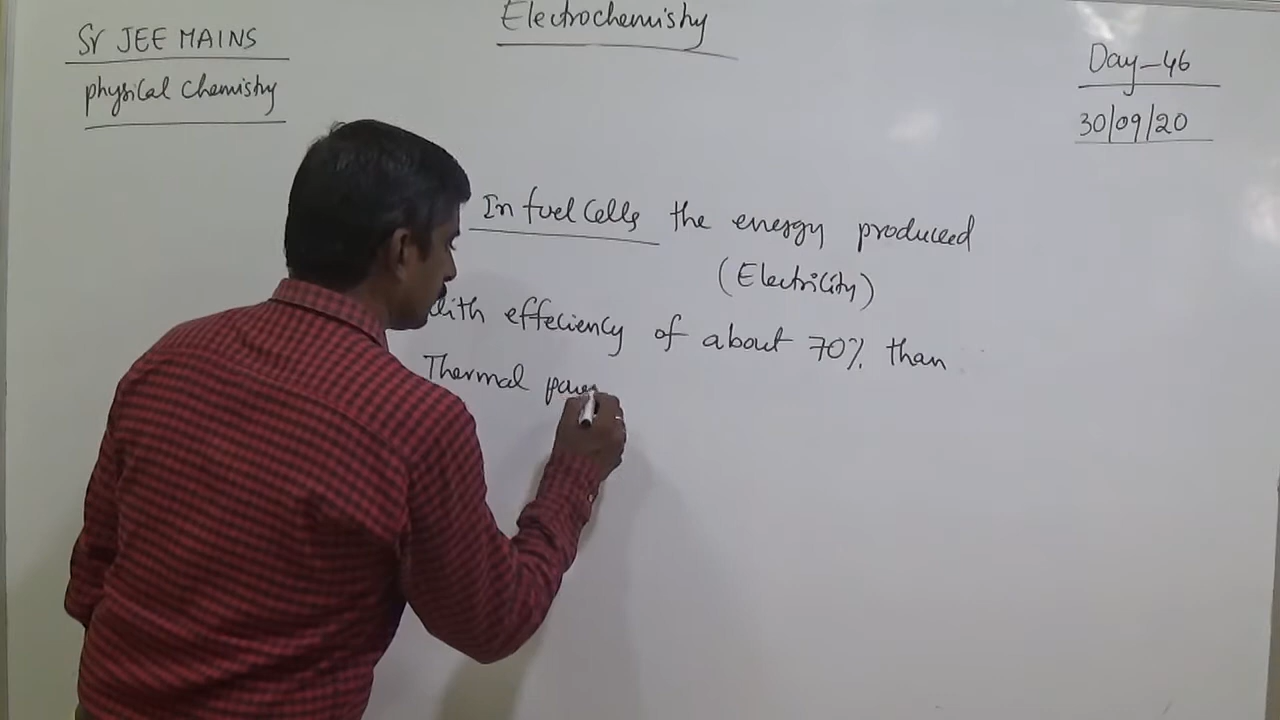 Electrochemistry
Sr JEE MAINS
physical chemistry
Day-46
30/09/20
In fuel cells the energy produced
(Electricity)
with effeciency of about 70% than
Thermal power